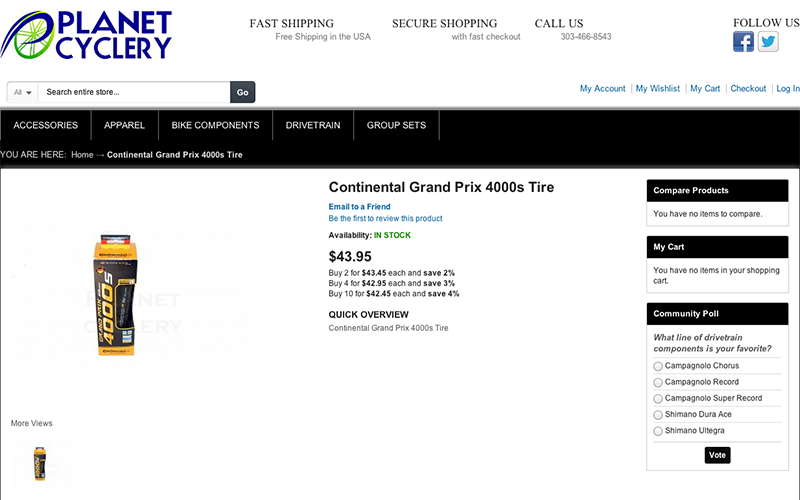 PLANET
CYCLERY
FAST SHIPPING
Free Shipping in the USA
SECURE SHOPPING
with fast checkout
CALL US
303-466-8543
FOLLOW US
All
Search entire store...
Go
My Account
My Wishlist
My Cart
Checkout
Log In
ACCESSORIES
APPAREL
BIKE COMPONENTS
DRIVETRAIN
GROUP SETS
YOU ARE HERE: Home → Continental Grand Prix 4000s Tire
PLANET
CYCLERY
Continental
GRAND PRIX
4000s
Continental
More Views
4000s
Continental Grand Prix 4000s Tire
Email to a Friend
Be the first to review this product
Availability: IN STOCK
$43.95
Buy 2 for $43.45 each and save 2%
Buy 4 for $42.95 each and save 3%
Buy 10 for $42.45 each and save 4%
QUICK OVERVIEW
Continental Grand Prix 4000s Tire
Compare Products
You have no items to compare.
My Cart
You have no items in your shopping
cart.
Community Poll
What line of drivetrain
components is your favorite?
Campagnolo Chorus
Campagnolo Record
Campagnolo Super Record
Shimano Dura Ace
Shimano Ultegra
Vote